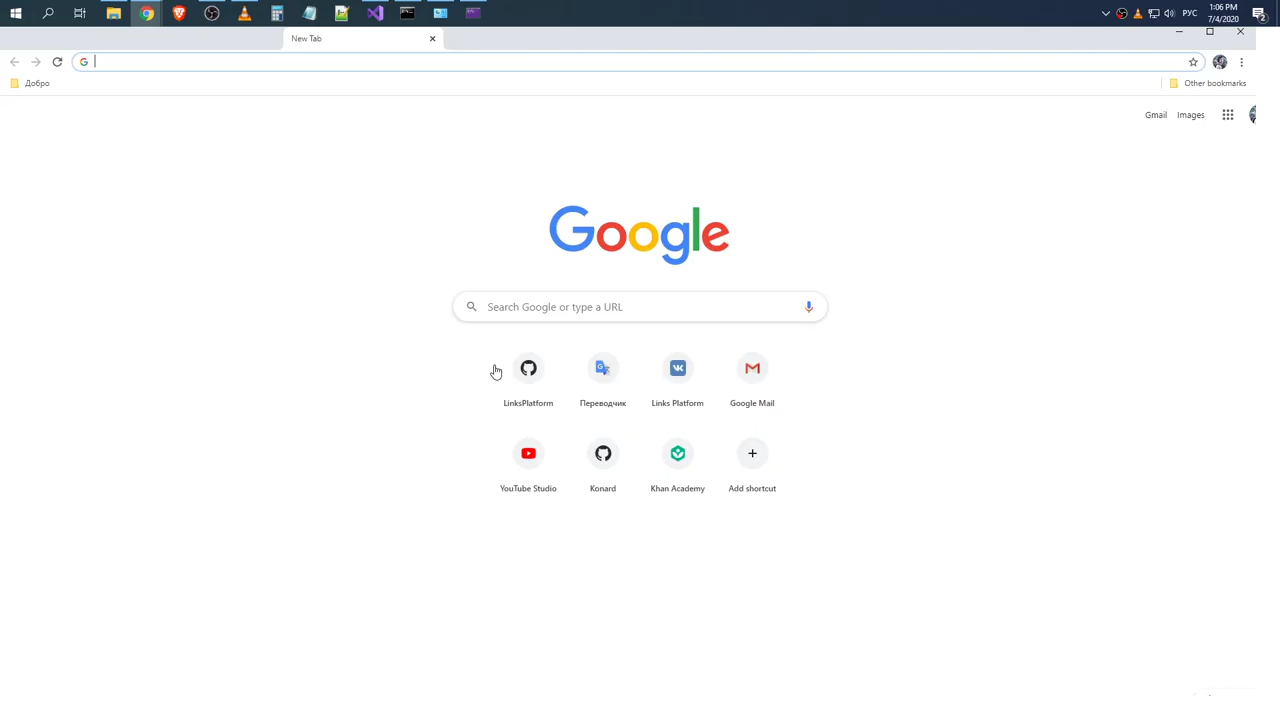 1:06 PM
РУС
7/4/2020
2
New Tab
Добро
Other bookmarks
Gmail
Images
Google
Search Google or type a URL
LinksPlatform
Переводчик
Links Platform
Google Mail
YouTube Studio
Konard
Khan Academy
Add shortcut